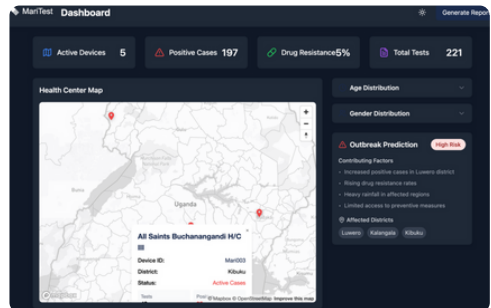 MariTest Dashboard
Generate Report
Active Devices 5
Positive Cases 197
Drug Resistance 5%
Total Tests 221
Health Center Map
Uganda
All Saints Buchanangandi H/C
Device ID: Mari003
District: Kibuku
Status: Active Cases
Tests
© Mapbox © OpenStreetMap Improve this map
Age Distribution
Gender Distribution
Outbreak Prediction High Risk
Contributing Factors
• Increased positive cases in Luwero district
• Rising drug resistance rates
• Heavy rainfall in affected regions
• Limited access to preventive measures
Affected Districts
Luwero Kalangala Kibuku